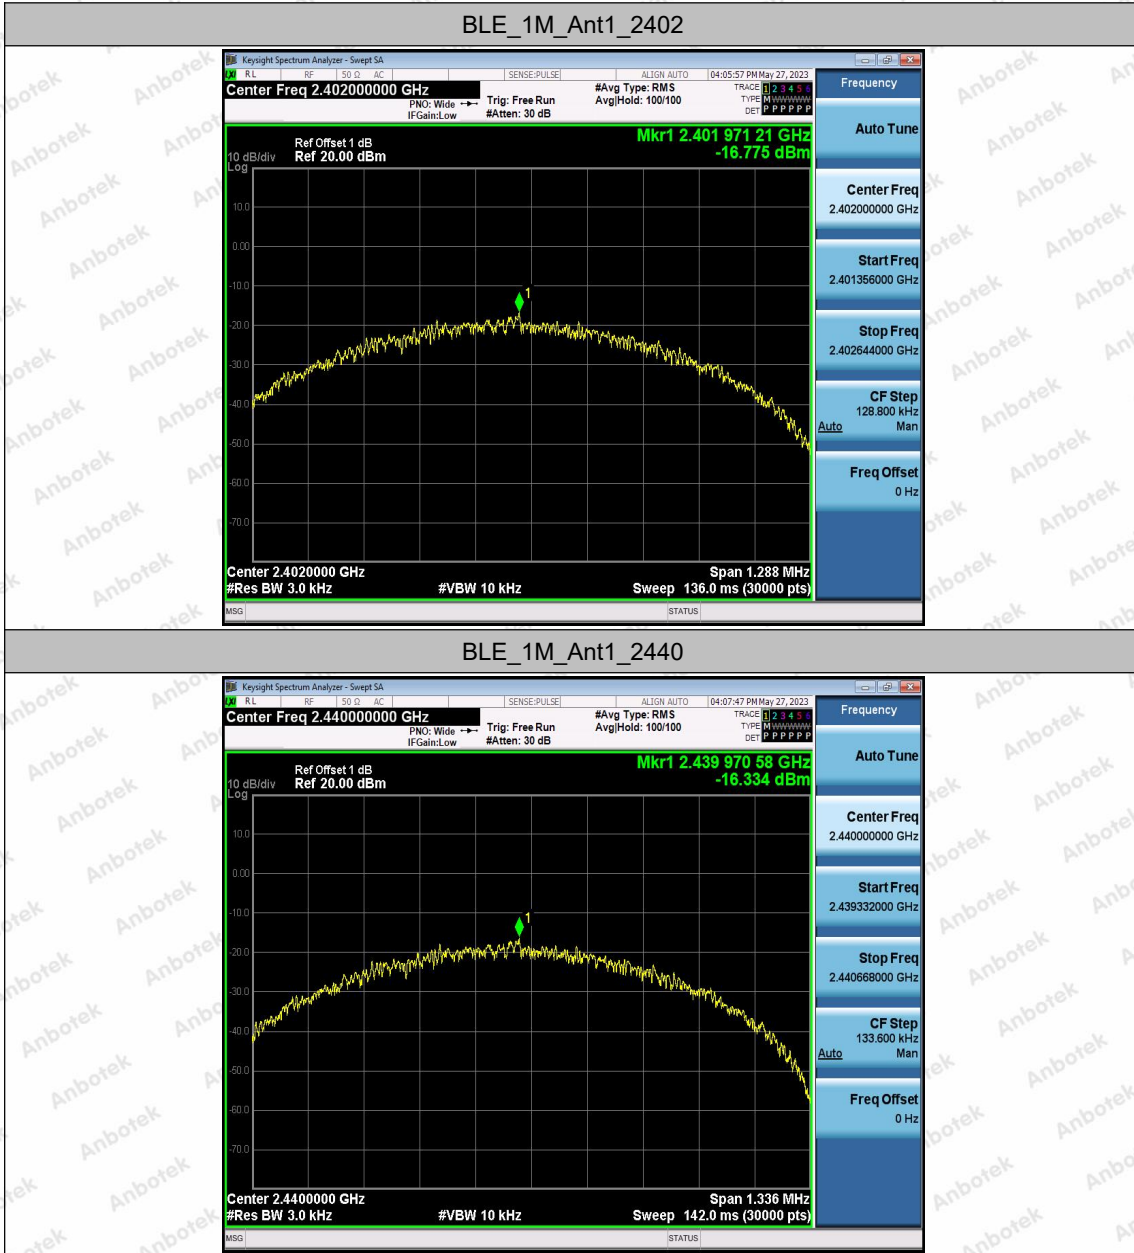 BLE_1M_Ant1_2402
Keysight Spectrum Analyzer - Swept SA
LXI RL RF 50 Ω AC SENSE:PULSE ALIGN AUTO 04:05:57 PM May 27, 2023
Center Freq 2.402000000 GHz #Avg Type: RMS TRACE 1 2 3 4 5 6
PNO: Wide Trig: Free Run Avg|Hold: 100/100 TYPE M WWWWW
IFGain:Low #Atten: 30 dB DET P P P P P P
Frequency
Mkr1 2.401 971 21 GHz
-16.775 dBm
Ref Offset 1 dB
10 dB/div Ref 20.00 dBm
Log
10.0
0.00
-10.0
-20.0
-30.0
-40.0
-50.0
-60.0
-70.0
1
Center 2.4020000 GHz Span 1.288 MHz
#Res BW 3.0 kHz #VBW 10 kHz Sweep 136.0 ms (30000 pts)
Auto Tune
Center Freq
2.402000000 GHz
Start Freq
2.401356000 GHz
Stop Freq
2.402644000 GHz
CF Step
128.800 kHz
Auto Man
Freq Offset
0 Hz
MSG STATUS
BLE_1M_Ant1_2440
Keysight Spectrum Analyzer - Swept SA
LXI RL RF 50 Ω AC SENSE:PULSE ALIGN AUTO 04:07:47 PM May 27, 2023
Center Freq 2.440000000 GHz #Avg Type: RMS TRACE 1 2 3 4 5 6
PNO: Wide Trig: Free Run Avg|Hold: 100/100 TYPE M WWWWW
IFGain:Low #Atten: 30 dB DET P P P P P P
Frequency
Mkr1 2.439 970 58 GHz
-16.334 dBm
Ref Offset 1 dB
10 dB/div Ref 20.00 dBm
Log
10.0
0.00
-10.0
-20.0
-30.0
-40.0
-50.0
-60.0
-70.0
1
Center 2.4400000 GHz Span 1.336 MHz
#Res BW 3.0 kHz #VBW 10 kHz Sweep 142.0 ms (30000 pts)
Auto Tune
Center Freq
2.440000000 GHz
Start Freq
2.439332000 GHz
Stop Freq
2.440668000 GHz
CF Step
133.600 kHz
Auto Man
Freq Offset
0 Hz
MSG STATUS
Anbotek